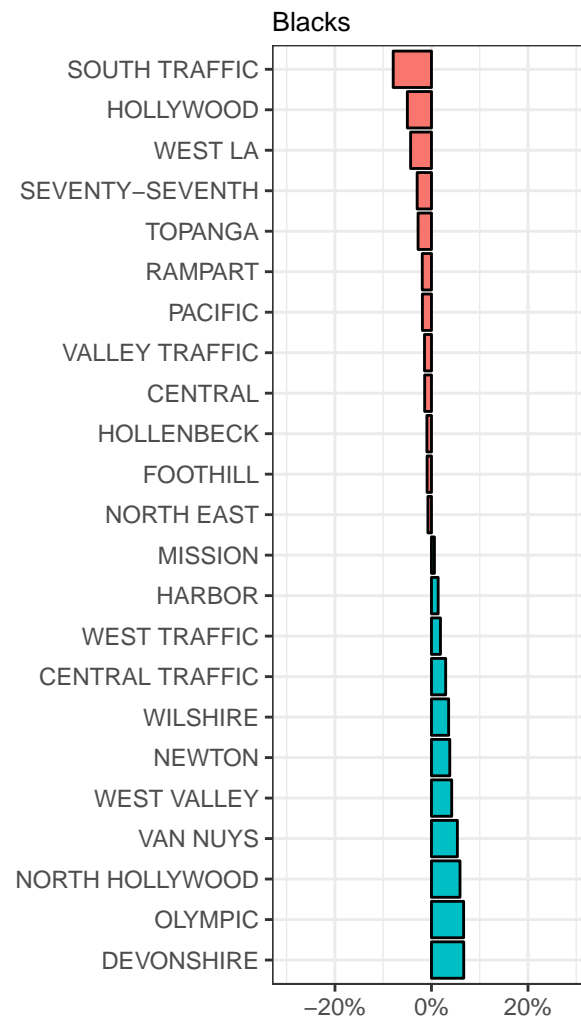 Blacks
SOUTH TRAFFIC
HOLLYWOOD
WEST LA
SEVENTY−SEVENTH
TOPANGA
RAMPART
PACIFIC
VALLEY TRAFFIC
CENTRAL
HOLLENBECK
FOOTHILL
NORTH EAST
MISSION
HARBOR
WEST TRAFFIC
CENTRAL TRAFFIC
WILSHIRE
NEWTON
WEST VALLEY
VAN NUYS
NORTH HOLLYWOOD
OLYMPIC
DEVONSHIRE
−20% 0% 20%